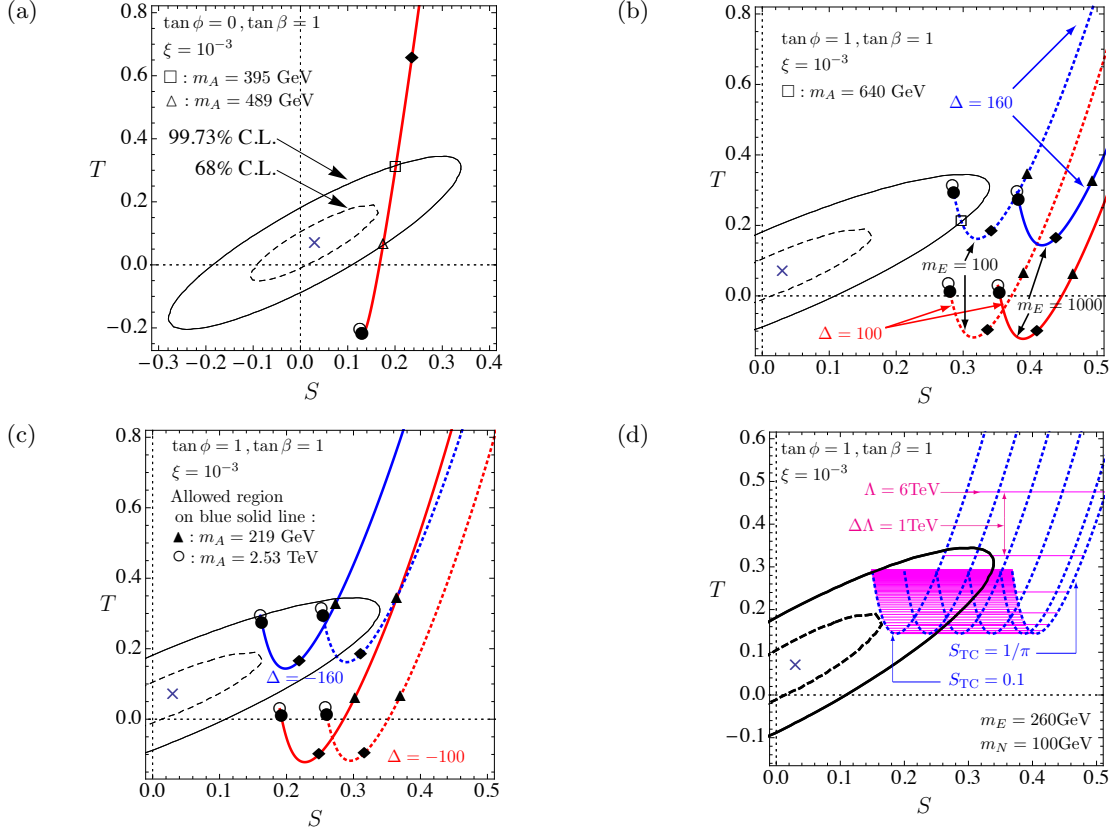 (a)
tan ϕ = 0 , tan β = 1
ξ = 10⁻³
□ : m_A = 395 GeV
△ : m_A = 489 GeV
99.73% C.L.
68% C.L.
0.8
0.6
0.4
0.2
0.0
−0.2
T
−0.3 −0.2 −0.1 0.0 0.1 0.2 0.3 0.4
S
(b)
tan ϕ = 1 , tan β = 1
ξ = 10⁻³
□ : m_A = 640 GeV
Δ = 160
m_E = 100
m_E = 1000
Δ = 100
0.8
0.6
0.4
0.2
0.0
T
0.0 0.1 0.2 0.3 0.4 0.5
S
(c)
tan ϕ = 1 , tan β = 1
ξ = 10⁻³
Allowed region
on blue solid line :
▲ : m_A = 219 GeV
○ : m_A = 2.53 TeV
Δ = −160
Δ = −100
0.8
0.6
0.4
0.2
0.0
T
0.0 0.1 0.2 0.3 0.4 0.5
S
(d)
tan ϕ = 1 , tan β = 1
ξ = 10⁻³
Λ = 6TeV
ΔΛ = 1TeV
S_TC = 1/π
S_TC = 0.1
m_E = 260GeV
m_N = 100GeV
0.6
0.5
0.4
0.3
0.2
0.1
0.0
−0.1
T
0.0 0.1 0.2 0.3 0.4 0.5
S